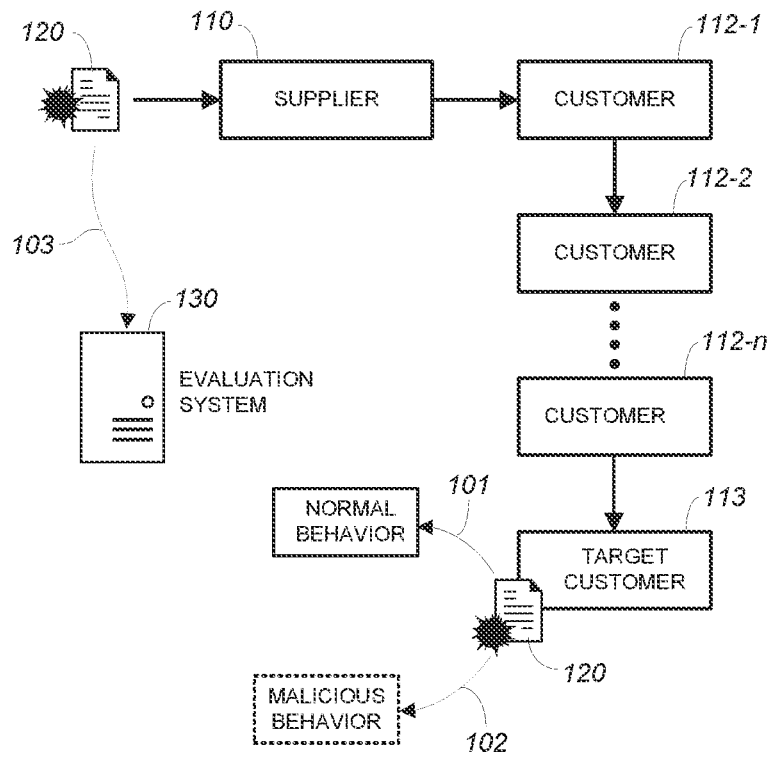 120
110
SUPPLIER
112-1
CUSTOMER
112-2
CUSTOMER
103
130
EVALUATION
SYSTEM
112-n
CUSTOMER
101
NORMAL
BEHAVIOR
113
TARGET
CUSTOMER
120
MALICIOUS
BEHAVIOR
102